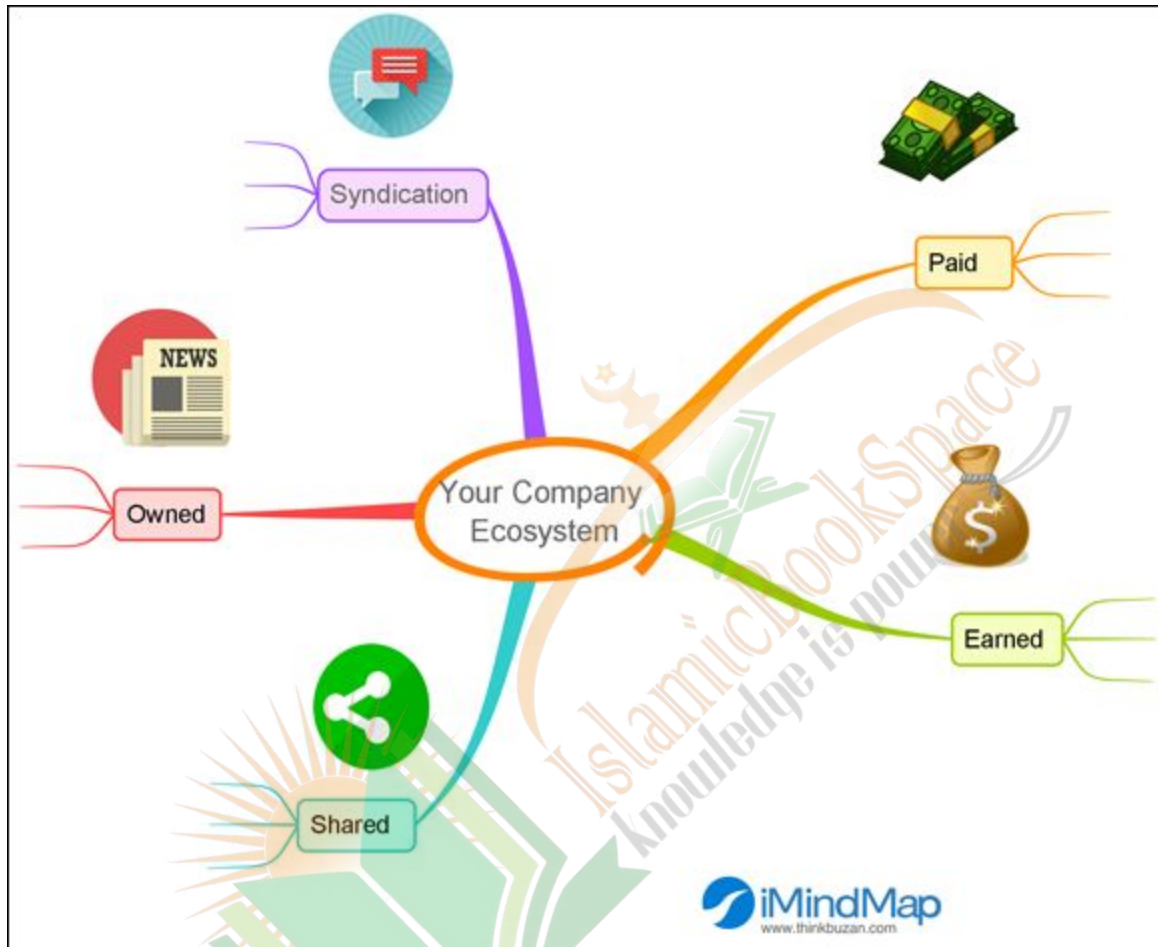 Syndication
Paid
NEWS
Owned
Your Company
Ecosystem
$
Earned
Shared
IslamicBookSpace
knowledge is power
iMindMap
www.thinkbuzan.com